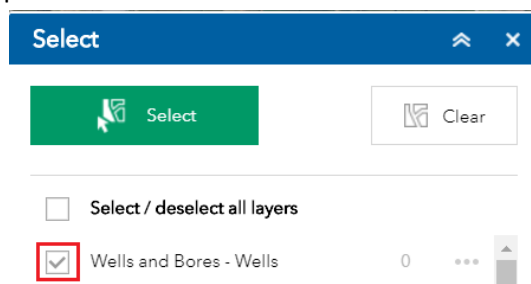 Select
Select
Clear
Select / deselect all layers
Wells and Bores - Wells 0